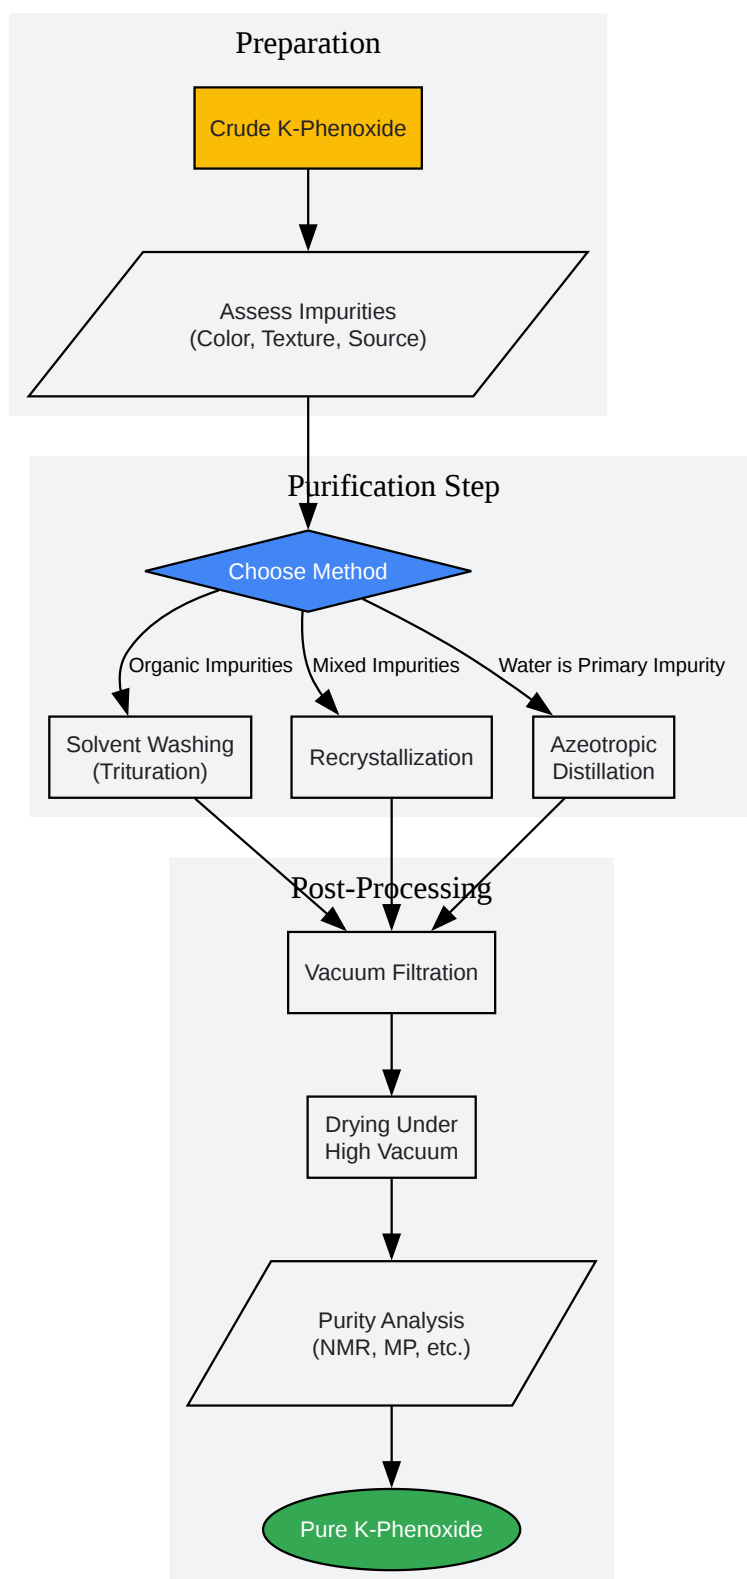 Preparation
Crude K-Phenoxide
Assess Impurities
(Color, Texture, Source)
Purification Step
Choose Method
Organic Impurities
Mixed Impurities
Water is Primary Impurity
Solvent Washing
(Trituration)
Recrystallization
Azeotropic
Distillation
Post-Processing
Vacuum Filtration
Drying Under
High Vacuum
Purity Analysis
(NMR, MP, etc.)
Pure K-Phenoxide